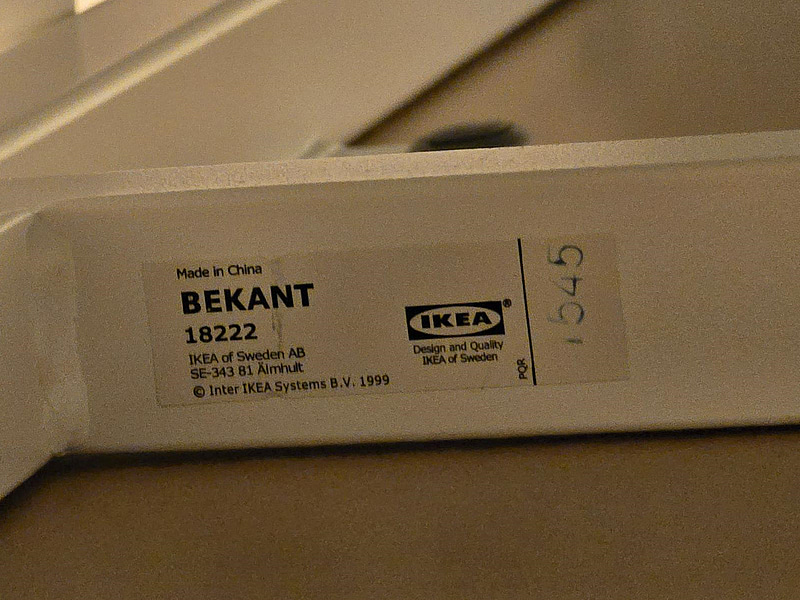 Made in China
BEKANT
18222
IKEA of Sweden AB
SE-343 81 Älmhult
© Inter IKEA Systems B.V. 1999
IKEA®
Design and Quality
IKEA of Sweden
PQR
1545